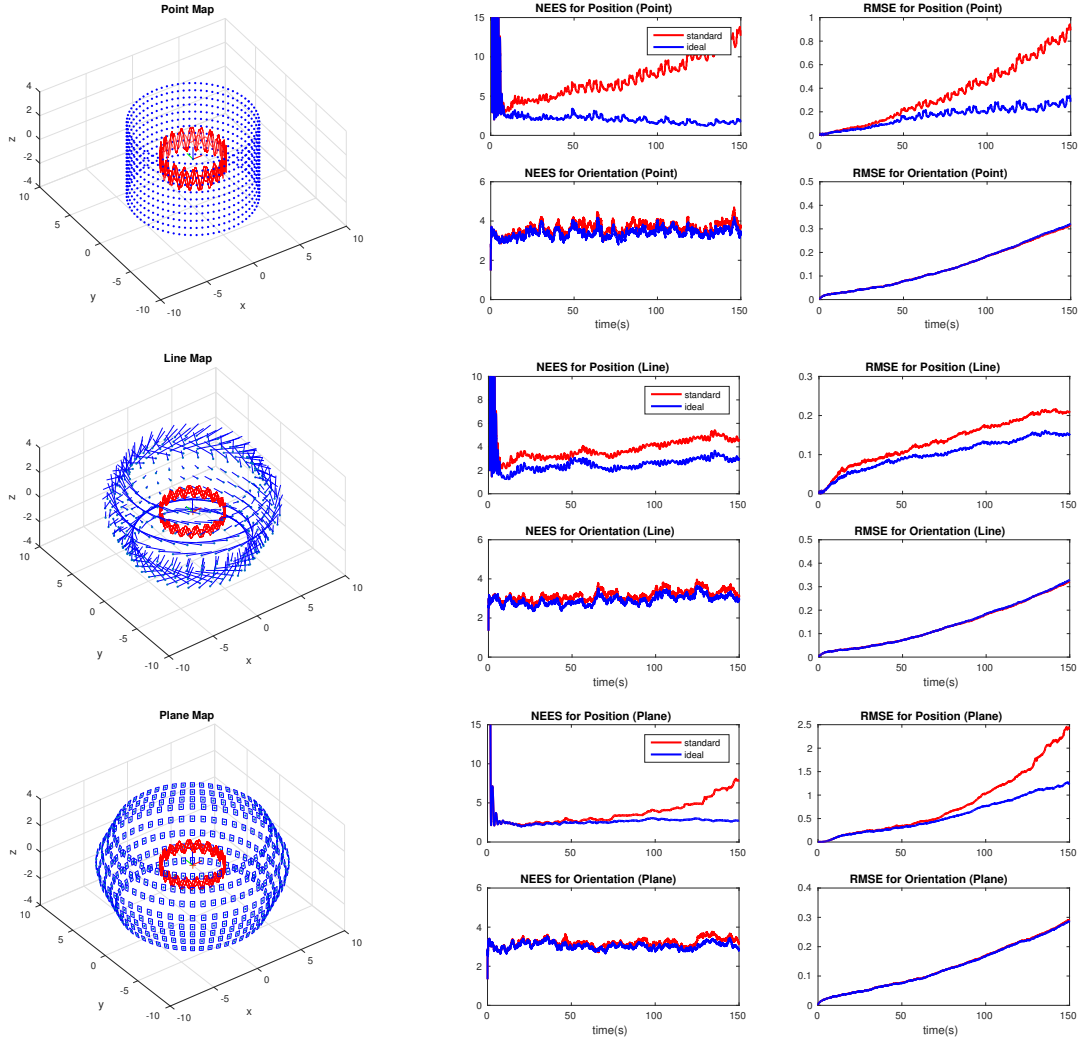 Point Map
4
2
0
-2
-4
z
10
5
0
-5
-10
y
-10
-5
0
5
10
x
NEES for Position (Point)
15
10
5
0
0 50 100 150
standard
ideal
RMSE for Position (Point)
1
0.8
0.6
0.4
0.2
0
0 50 100 150
NEES for Orientation (Point)
6
4
2
0
0 50 100 150
time(s)
RMSE for Orientation (Point)
0.5
0.4
0.3
0.2
0.1
0
0 50 100 150
time(s)
Line Map
4
2
0
-2
-4
z
10
5
0
-5
-10
y
-10
-5
0
5
10
x
NEES for Position (Line)
10
8
6
4
2
0
0 50 100 150
standard
ideal
RMSE for Position (Line)
0.3
0.2
0.1
0
0 50 100 150
NEES for Orientation (Line)
6
4
2
0
0 50 100 150
time(s)
RMSE for Orientation (Line)
0.5
0.4
0.3
0.2
0.1
0
0 50 100 150
time(s)
Plane Map
4
2
0
-2
-4
z
10
5
0
-5
-10
y
-10
-5
0
5
10
x
NEES for Position (Plane)
15
10
5
0
0 50 100 150
standard
ideal
RMSE for Position (Plane)
2.5
2
1.5
1
0.5
0
0 50 100 150
NEES for Orientation (Plane)
6
4
2
0
0 50 100 150
time(s)
RMSE for Orientation (Plane)
0.4
0.3
0.2
0.1
0
0 50 100 150
time(s)